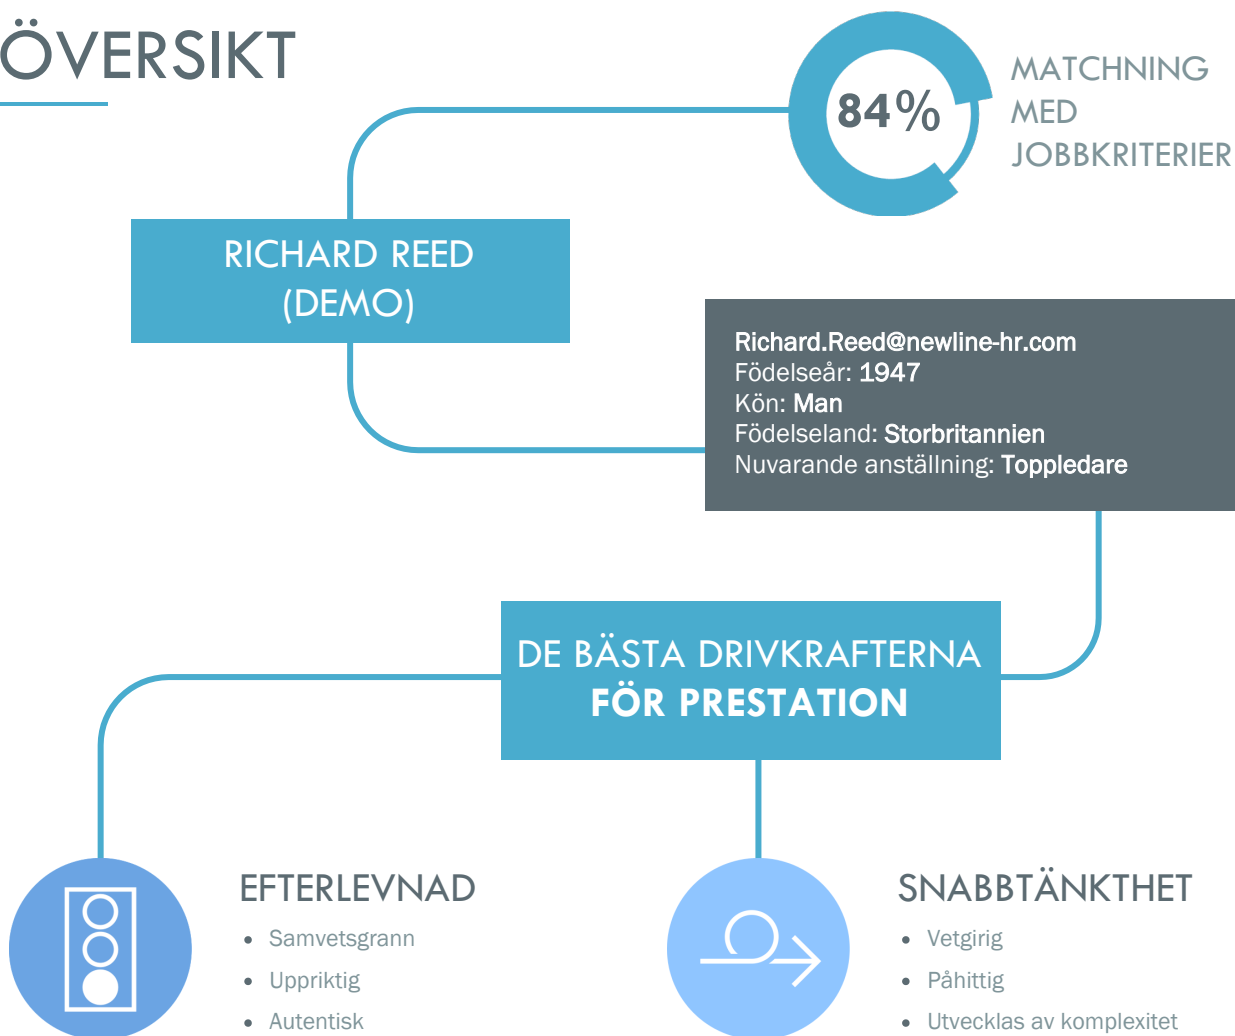 ÖVERSIKT
84%
MATCHNING
MED
JOBBKRITERIER
RICHARD REED
(DEMO)
Richard.Reed@newline-hr.com
Födelseår: 1947
Kön: Man
Födelseland: Storbritannien
Nuvarande anställning: Toppledare
DE BÄSTA DRIVKRAFTERNA
FÖR PRESTATION
EFTERLEVNAD
• Samvetsgrann
• Uppriktig
• Autentisk
SNABBTÄNKTHET
• Vetgirig
• Påhittig
• Utvecklas av komplexitet